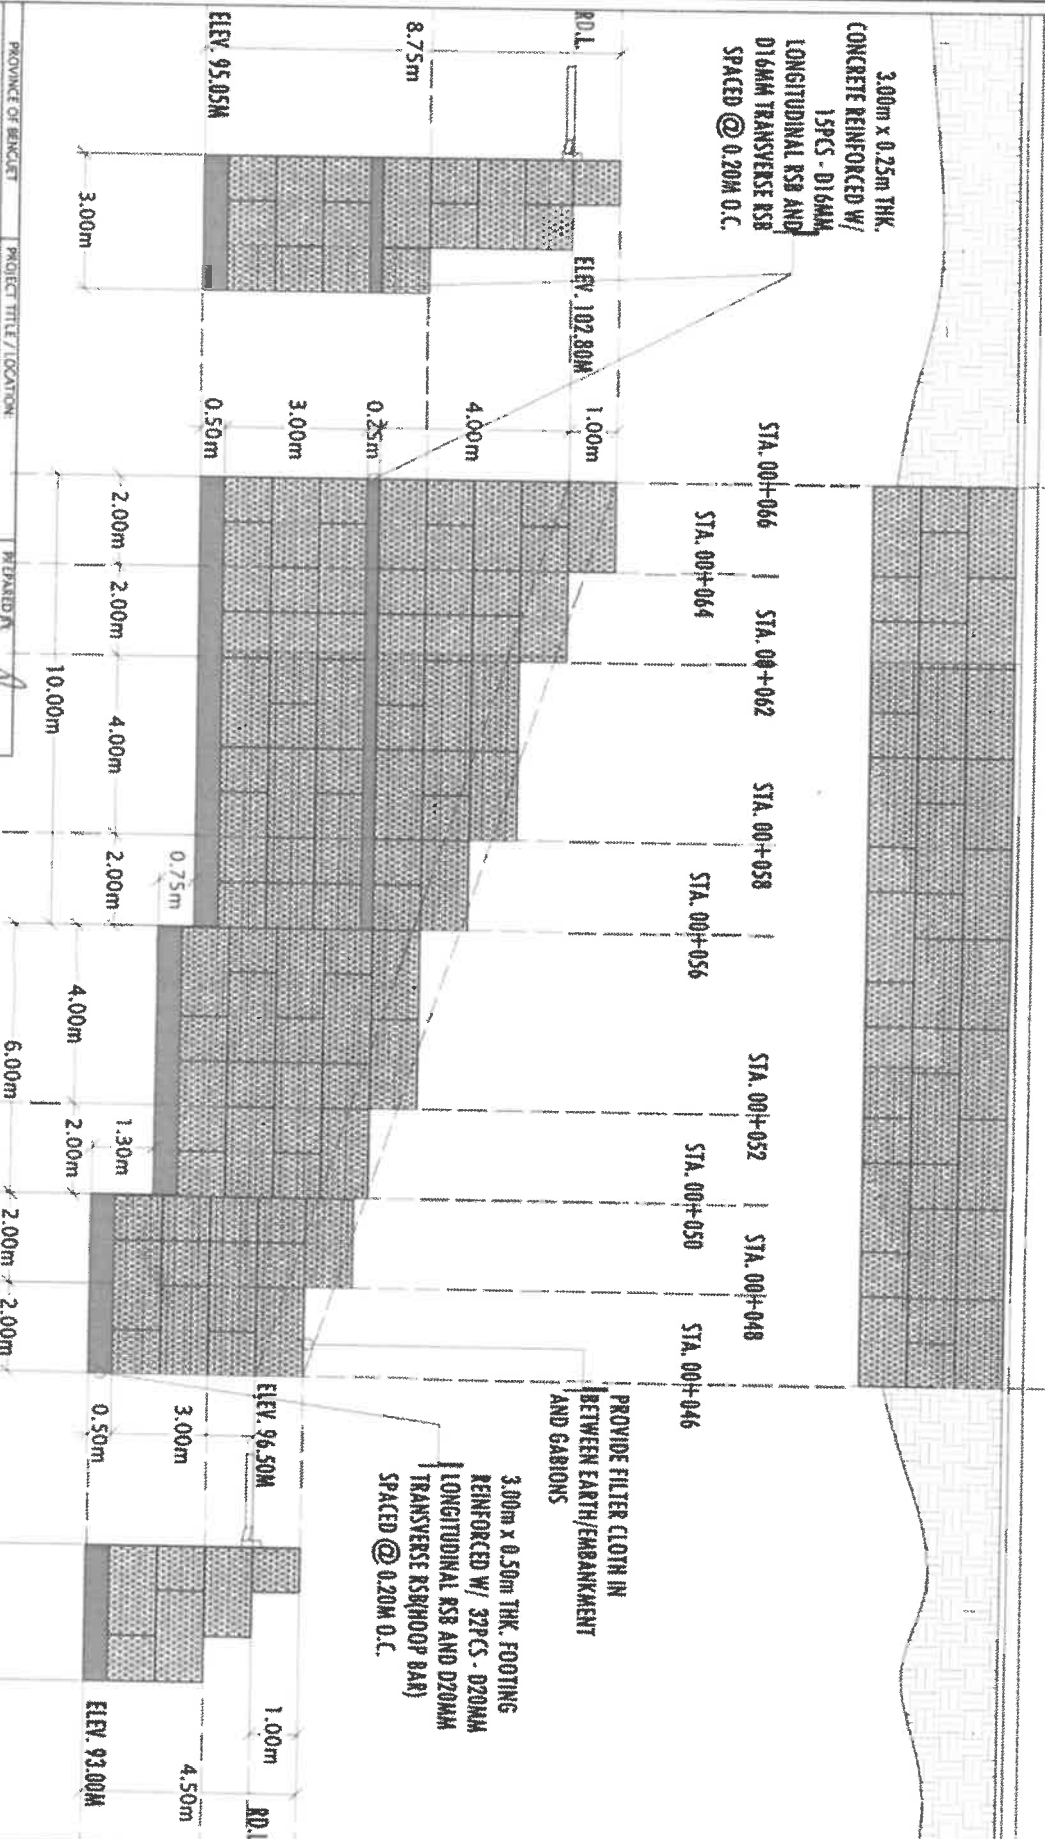 3.00m x 0.25m THK.
CONCRETE REINFORCED W/
15PCS - D16MM
LONGITUDINAL RSB AND
D16MM TRANSVERSE RSB
SPACED @ 0.20M O.C.
RD.L.
8.75m
ELEV. 95.05M
3.00m
ELEV. 102.80M
1.00m
4.00m
0.25m
3.00m
0.50m
STA. 00+066
STA. 00+064
STA. 00+062
STA. 00+058
STA. 00+056
STA. 00+052
STA. 00+050
STA. 00+048
STA. 00+046
2.00m
2.00m
4.00m
2.00m
10.00m
0.75m
4.00m
2.00m
6.00m
1.30m
2.00m
2.00m
PROVIDE FILTER CLOTH IN
BETWEEN EARTH/EMBANKMENT
AND GABIONS
3.00m x 0.50m THK. FOOTING
REINFORCED W/ 32PCS - D20MM
LONGITUDINAL RSB AND D20MM
TRANSVERSE RSB(HOOP BAR)
SPACED @ 0.20M O.C.
ELEV. 96.50M
3.00m
0.50m
1.00m
4.50m
ELEV. 93.00M
PROVINCE OF BENGUET
PROJECT TITLE / LOCATION: